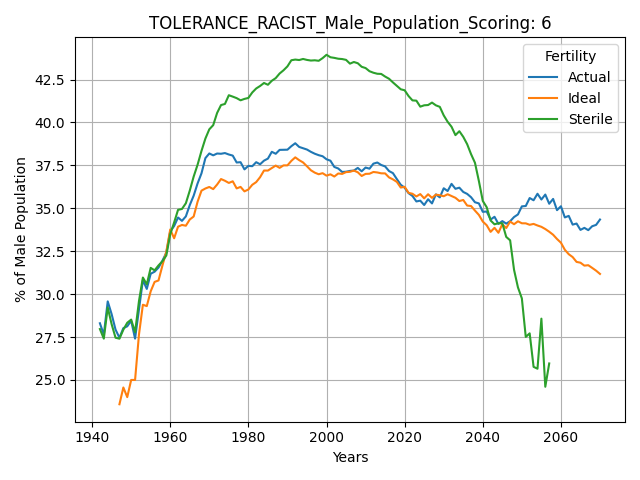 TOLERANCE_RACIST_Male_Population_Scoring: 6
Fertility
Actual
Ideal
Sterile
% of Male Population
42.5
40.0
37.5
35.0
32.5
30.0
27.5
25.0
1940 1960 1980 2000 2020 2040 2060
Years